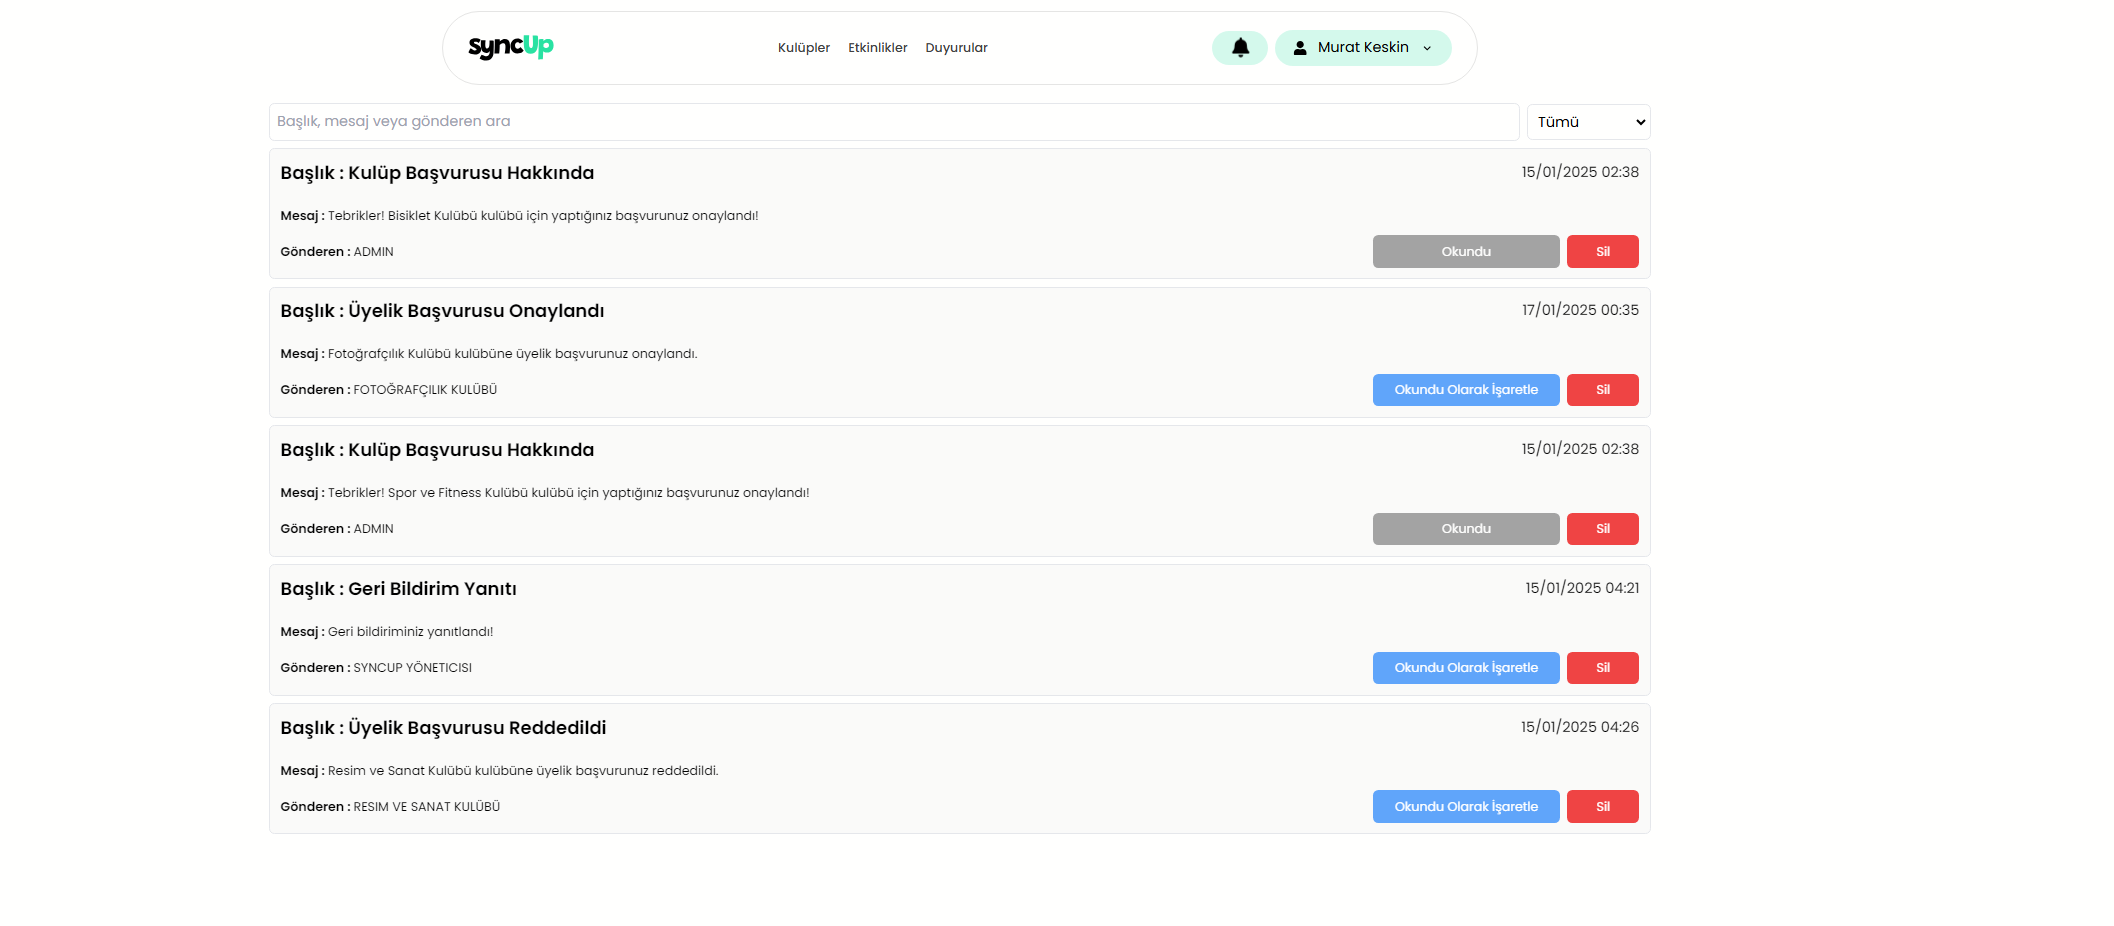 syncUp
Kulüpler Etkinlikler Duyurular
Murat Keskin
Başlık, mesaj veya gönderen ara
Tümü
Başlık : Kulüp Başvurusu Hakkında
15/01/2025 02:38
Mesaj : Tebrikler! Bisiklet Kulübü kulübü için yaptığınız başvurunuz onaylandı!
Gönderen : ADMIN
Okundu
Sil
Başlık : Üyelik Başvurusu Onaylandı
17/01/2025 00:35
Mesaj : Fotoğrafçılık Kulübü kulübüne üyelik başvurunuz onaylandı.
Gönderen : FOTOĞRAFÇILIK KULÜBÜ
Okundu Olarak İşaretle
Sil
Başlık : Kulüp Başvurusu Hakkında
15/01/2025 02:38
Mesaj : Tebrikler! Spor ve Fitness Kulübü kulübü için yaptığınız başvurunuz onaylandı!
Gönderen : ADMIN
Okundu
Sil
Başlık : Geri Bildirim Yanıtı
15/01/2025 04:21
Mesaj : Geri bildiriminiz yanıtlandı!
Gönderen : SYNCUP YÖNETICISI
Okundu Olarak İşaretle
Sil
Başlık : Üyelik Başvurusu Reddedildi
15/01/2025 04:26
Mesaj : Resim ve Sanat Kulübü kulübüne üyelik başvurunuz reddedildi.
Gönderen : RESIM VE SANAT KULÜBÜ
Okundu Olarak İşaretle
Sil